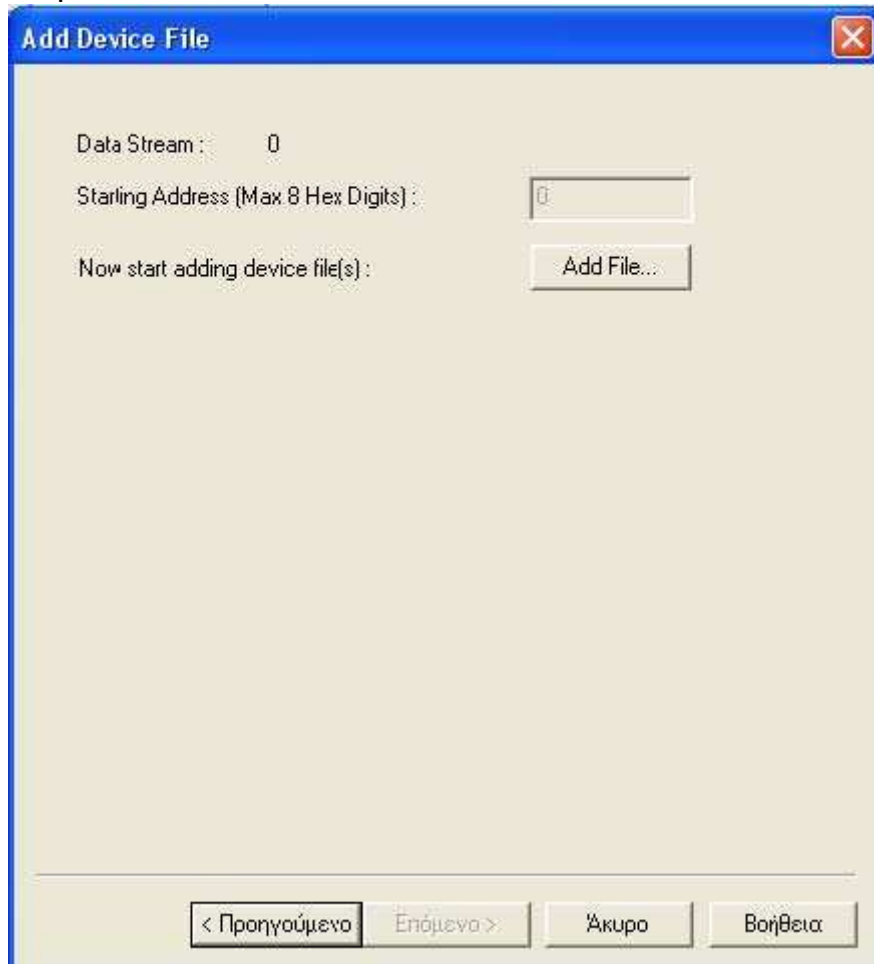 Add Device File
Data Stream : 0
Starting Address (Max 8 Hex Digits) : 0
Now start adding device file(s) : Add File...
< Προηγούμενο Επόμενο > Άκυρο Βοήθεια